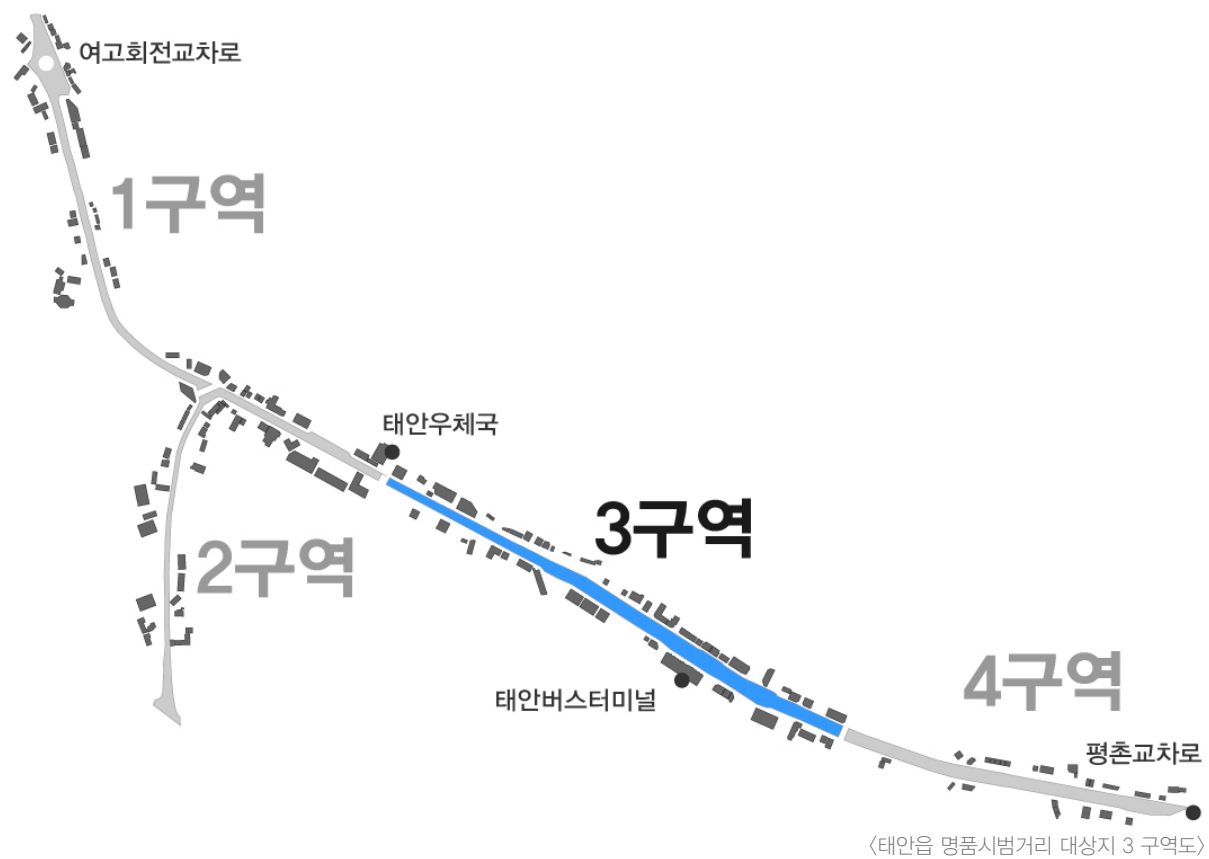 여고회전교차로
1구역
태안우체국
3구역
2구역
4구역
태안버스터미널
평촌교차로
〈태안읍 명품시범거리 대상지 3 구역도〉